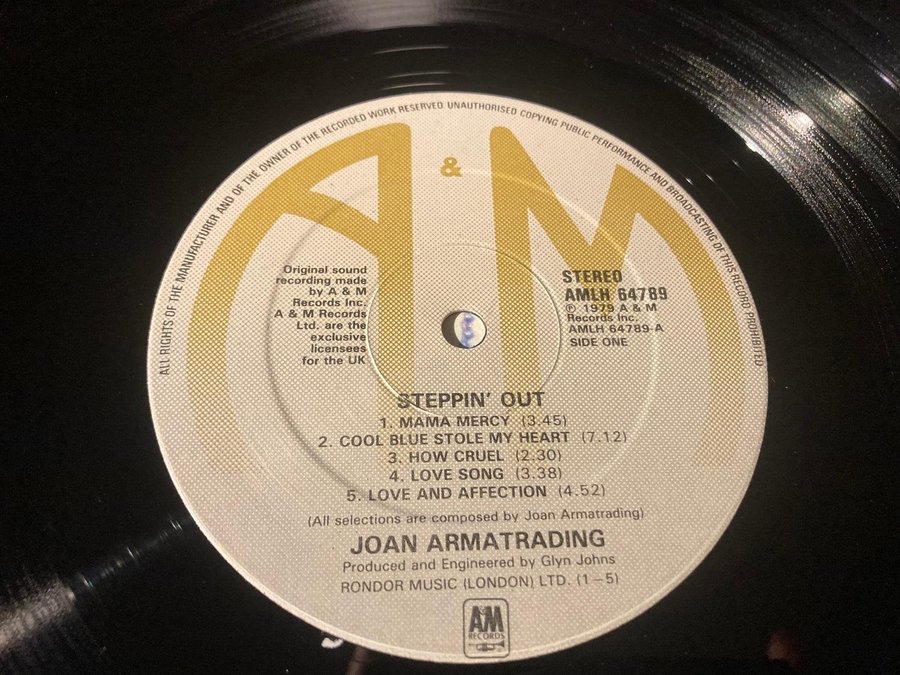 ALL RIGHTS OF THE MANUFACTURER AND OF THE OWNER OF THE RECORDED WORK RESERVED UNAUTHORISED COPYING PUBLIC PERFORMANCE AND BROADCASTING OF THIS RECORD PROHIBITED
A & M
Original sound
recording made
by A & M
Records Inc.
A & M Records
Ltd. are the
exclusive
licensees
for the UK
STEREO
AMLH 64789
℗ 1979 A & M
Records Inc.
AMLH 64789-A
SIDE ONE
STEPPIN' OUT
1. MAMA MERCY (3.45)
2. COOL BLUE STOLE MY HEART (7.12)
3. HOW CRUEL (2.30)
4. LOVE SONG (3.38)
5. LOVE AND AFFECTION (4.52)
(All selections are composed by Joan Armatrading)
JOAN ARMATRADING
Produced and Engineered by Glyn Johns
RONDOR MUSIC (LONDON) LTD. (1–5)
AM
RECORDS